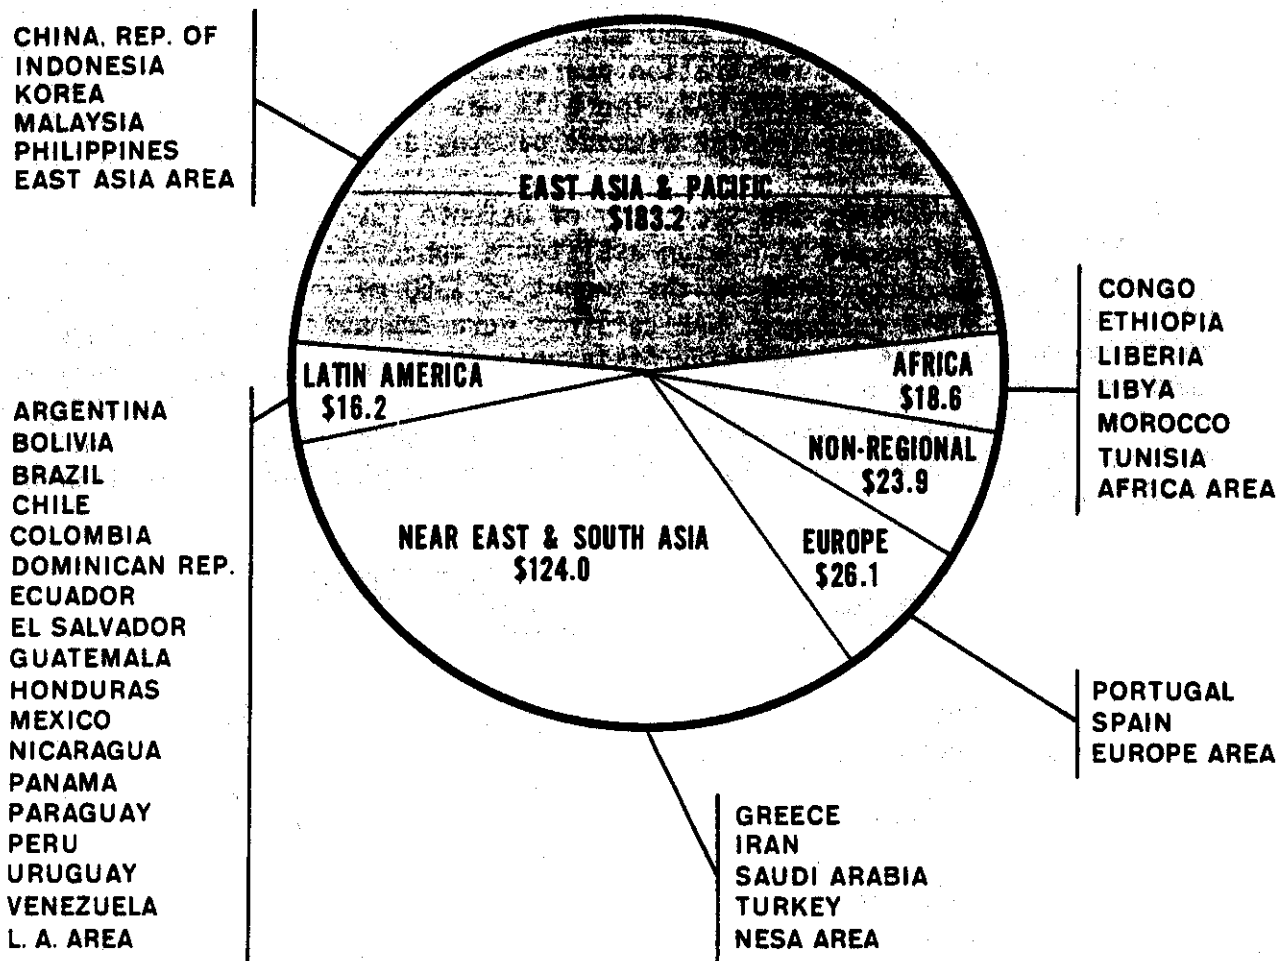 CHINA, REP. OF
INDONESIA
KOREA
MALAYSIA
PHILIPPINES
EAST ASIA AREA
EAST ASIA & PACIFIC
$183.2
CONGO
ETHIOPIA
LIBERIA
LIBYA
MOROCCO
TUNISIA
AFRICA AREA
AFRICA
$18.6
LATIN AMERICA
$16.2
NON-REGIONAL
$23.9
NEAR EAST & SOUTH ASIA
$124.0
EUROPE
$26.1
ARGENTINA
BOLIVIA
BRAZIL
CHILE
COLOMBIA
DOMINICAN REP.
ECUADOR
EL SALVADOR
GUATEMALA
HONDURAS
MEXICO
NICARAGUA
PANAMA
PARAGUAY
PERU
URUGUAY
VENEZUELA
L. A. AREA
PORTUGAL
SPAIN
EUROPE AREA
GREECE
IRAN
SAUDI ARABIA
TURKEY
NESA AREA